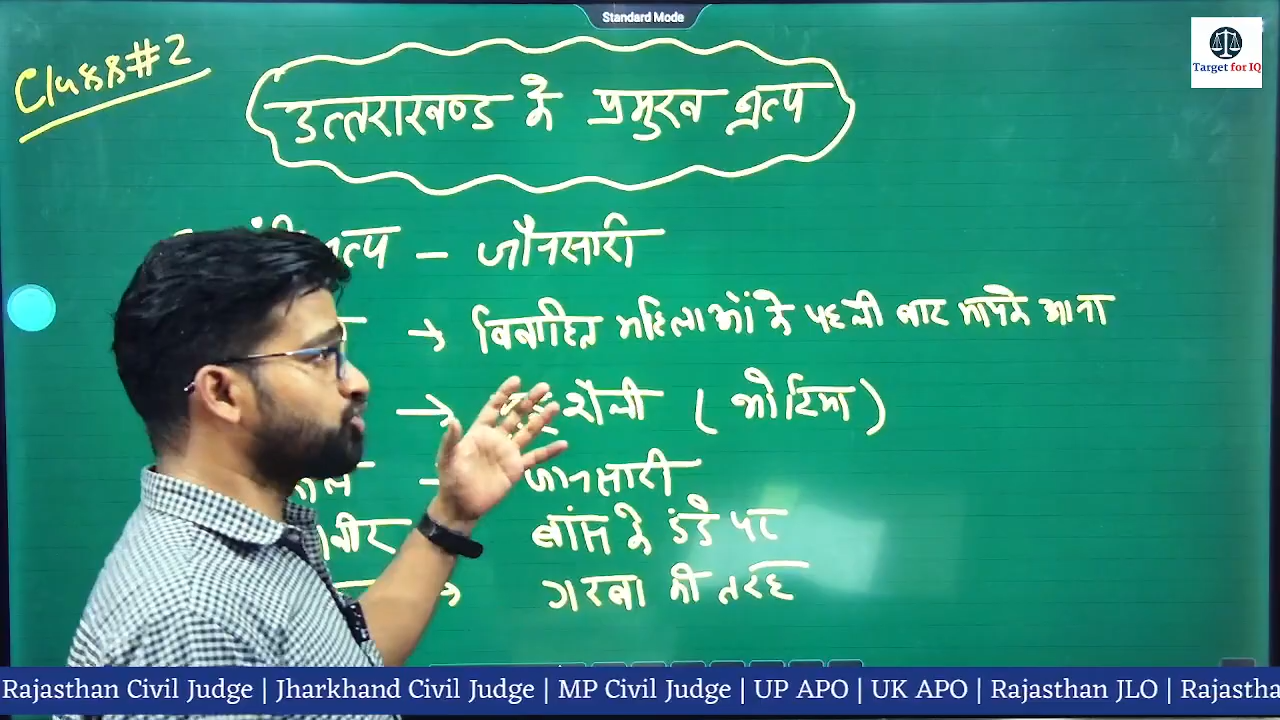 Standard Mode
Class#2
Target for IQ
उत्तराखण्ड के प्रमुख नृत्य
नृत्य – जौनसारी
→ विवाहित महिलाओं के पहली बार मायके आना
→ शैली (भोटिया)
– जौनसारी
बांस के डंडे पर
गरबा की तरह
Rajasthan Civil Judge | Jharkhand Civil Judge | MP Civil Judge | UP APO | UK APO | Rajasthan JLO | Rajastha